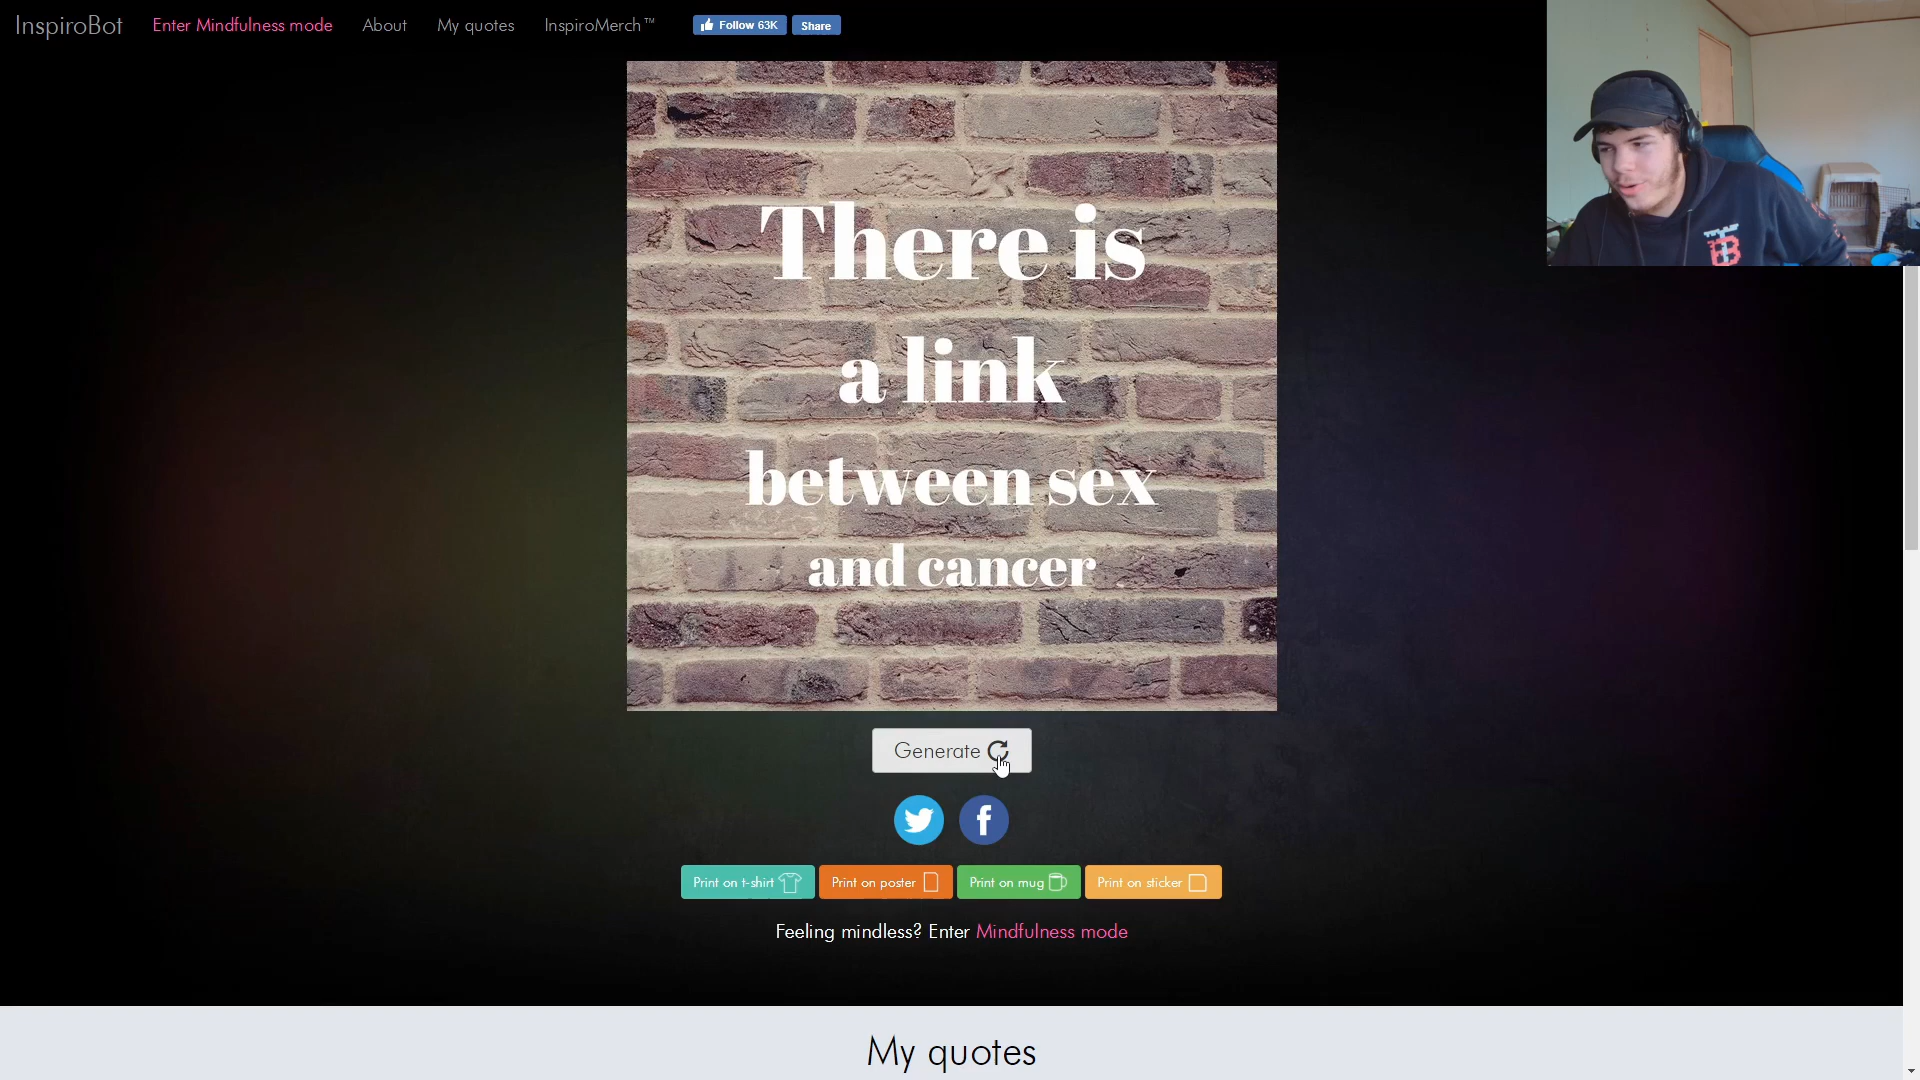 InspiroBot
Enter Mindfulness mode
About
My quotes
InspiroMerch™
Follow 63K
Share
There is
a link
between sex
and cancer
Generate
Print on t-shirt
Print on poster
Print on mug
Print on sticker
Feeling mindless? Enter Mindfulness mode
My quotes